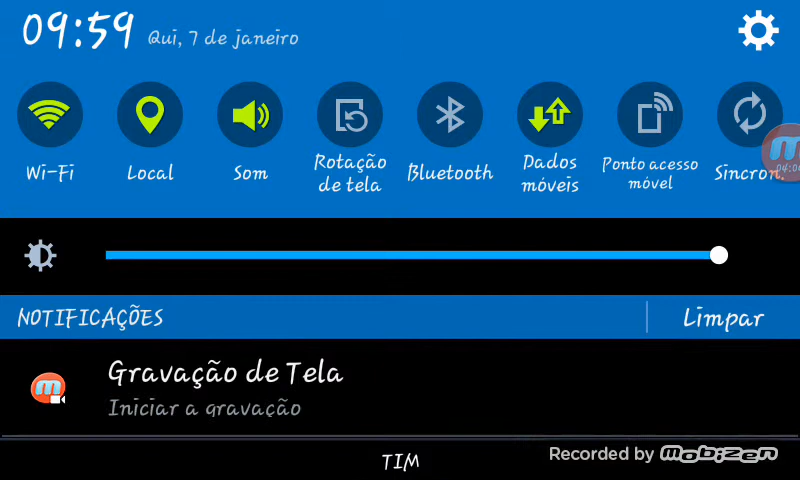 09:59 Qui, 7 de janeiro
Wi-Fi
Local
Som
Rotação
de tela
Bluetooth
Dados
móveis
Ponto acesso
móvel
Sincron.
NOTIFICAÇÕES
Limpar
Gravação de Tela
Iniciar a gravação
TIM
Recorded by Mobizen